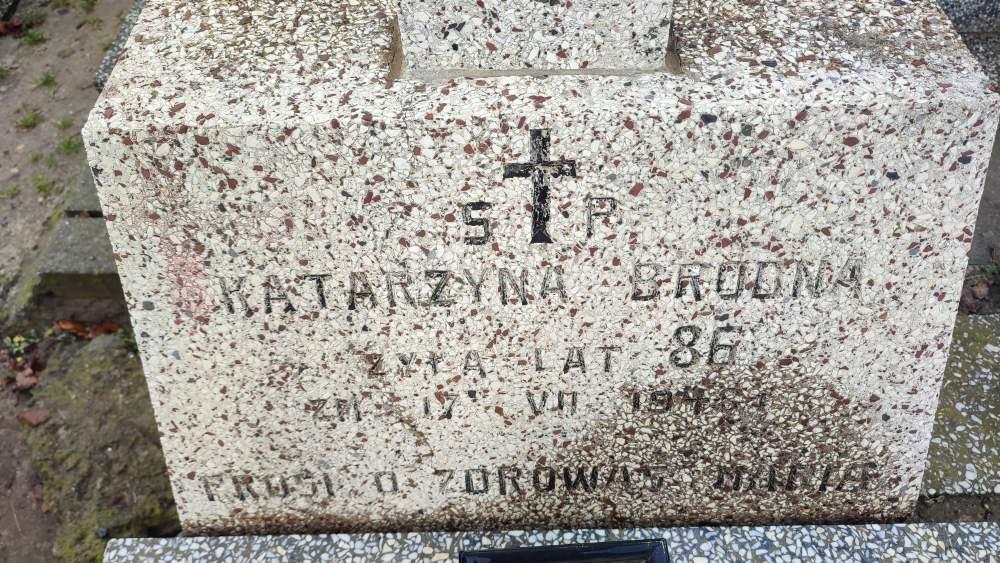 S P
KATARZYNA BRODNA
ŻYŁA LAT 86
ZM 17 VII
PROSI O ZDROWAŚ MARIA